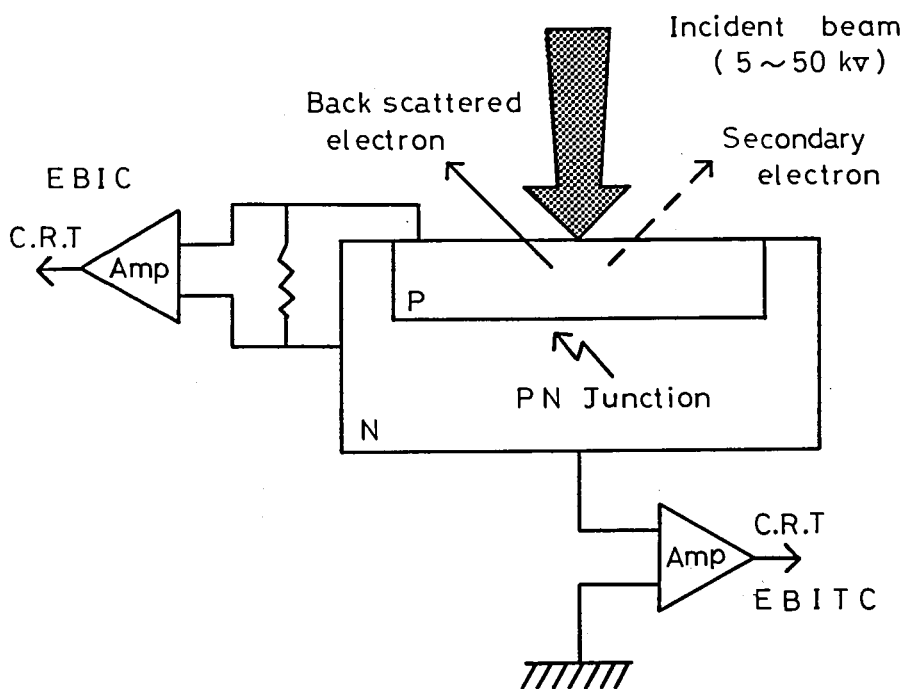 Incident beam
( 5 ~ 50 kv )
Back scattered
electron
Secondary
electron
EBIC
C.R.T
Amp
P
PN Junction
N
C.R.T
Amp
EBITC